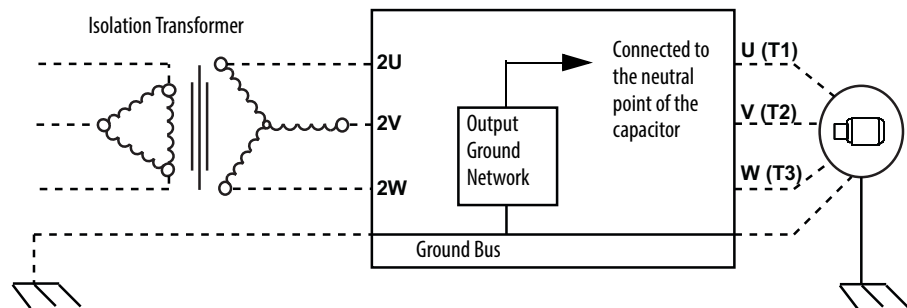 Isolation Transformer
2U
2V
2W
Output
Ground
Network
Connected to
the neutral
point of the
capacitor
U (T1)
V (T2)
W (T3)
Ground Bus